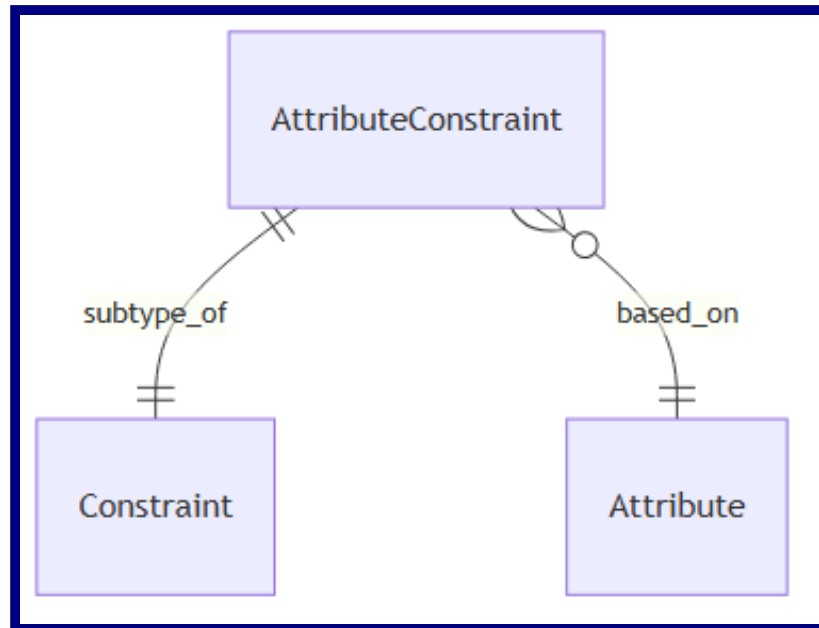 AttributeConstraint
subtype_of
based_on
Constraint
Attribute